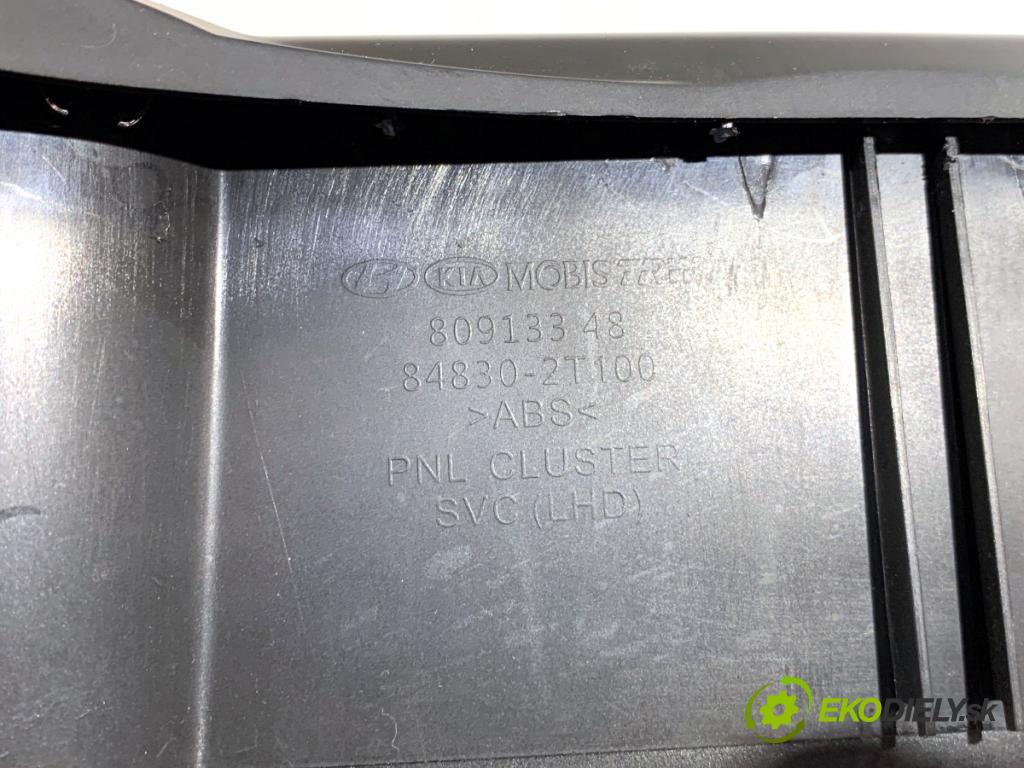 KIA MOBIS
809133 48
84830-2T100
>ABS<
PNL CLUSTER
SVC (LHD)
EKODIELY.sk